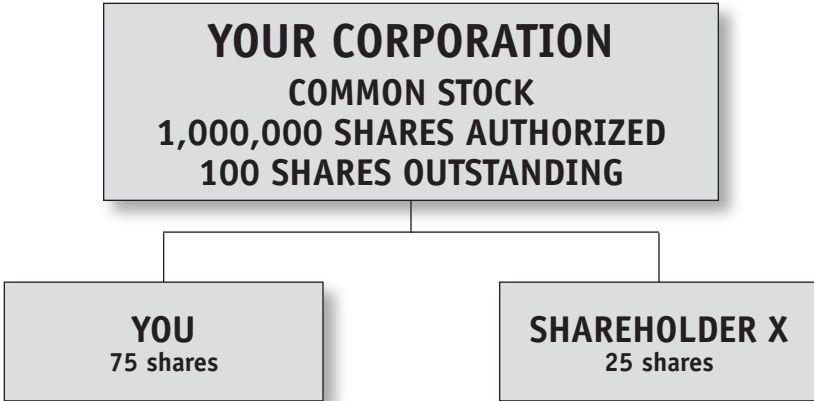 YOUR CORPORATION
COMMON STOCK
1,000,000 SHARES AUTHORIZED
100 SHARES OUTSTANDING
YOU
75 shares
SHAREHOLDER X
25 shares